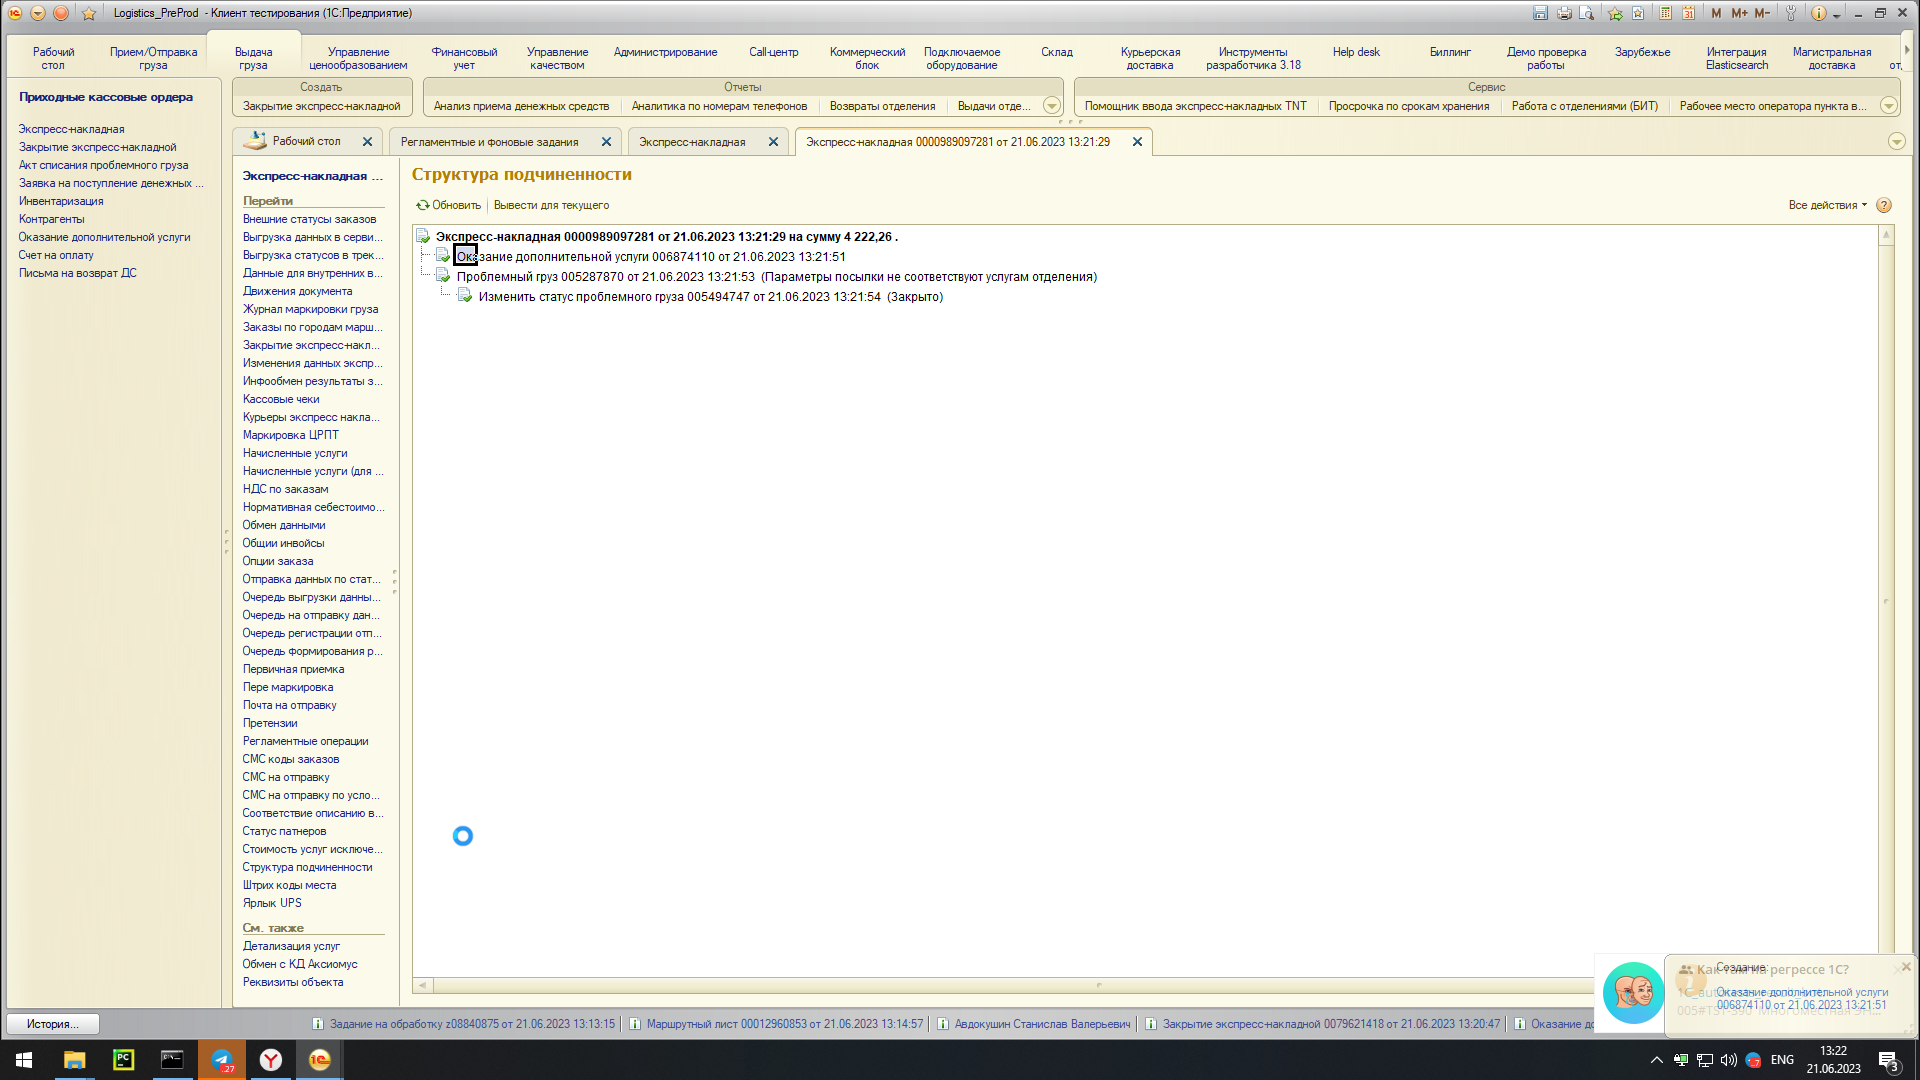 Logistics_PreProd - Клиент тестирования (1С:Предприятие)
M M+ M-
Рабочий стол
Прием/Отправка груза
Выдача груза
Управление ценообразованием
Финансовый учет
Управление качеством
Администрирование
Call-центр
Коммерческий блок
Подключаемое оборудование
Склад
Курьерская доставка
Инструменты разработчика 3.18
Help desk
Биллинг
Демо проверка работы
Зарубежье
Интеграция Elasticsearch
Магистральная доставка
Создать
Закрытие экспресс-накладной
Отчеты
Анализ приема денежных средств
Аналитика по номерам телефонов
Возвраты отделения
Выдачи отде...
Сервис
Помощник ввода экспресс-накладных TNT
Просрочка по срокам хранения
Работа с отделениями (БИТ)
Рабочее место оператора пункта в...
Приходные кассовые ордера
Экспресс-накладная
Закрытие экспресс-накладной
Акт списания проблемного груза
Заявка на поступление денежных ...
Инвентаризация
Контрагенты
Оказание дополнительной услуги
Счет на оплату
Письма на возврат ДС
Рабочий стол
Регламентные и фоновые задания
Экспресс-накладная
Экспресс-накладная 0000989097281 от 21.06.2023 13:21:29
Экспресс-накладная ...
Перейти
Внешние статусы заказов
Выгрузка данных в серви...
Выгрузка статусов в трек...
Данные для внутренних в...
Движения документа
Журнал маркировки груза
Заказы по городам марш...
Закрытие экспресс-накл...
Изменения данных экспр...
Инфообмен результаты з...
Кассовые чеки
Курьеры экспресс накла...
Маркировка ЦРПТ
Начисленные услуги
Начисленные услуги (для ...
НДС по заказам
Нормативная себестоимо...
Обмен данными
Общии инвойсы
Опции заказа
Отправка данных по стат...
Очередь выгрузки данны...
Очередь на отправку дан...
Очередь регистрации отп...
Очередь формирования р...
Первичная приемка
Пере маркировка
Почта на отправку
Претензии
Регламентные операции
СМС коды заказов
СМС на отправку
СМС на отправку по усло...
Соответствие описанию в...
Статус патнеров
Стоимость услуг исключе...
Структура подчиненности
Штрих коды места
Ярлык UPS
См. также
Детализация услуг
Обмен с КД Аксиомус
Реквизиты объекта
Структура подчиненности
Обновить
Вывести для текущего
Все действия
Экспресс-накладная 0000989097281 от 21.06.2023 13:21:29 на сумму 4 222,26 .
Оказание дополнительной услуги 006874110 от 21.06.2023 13:21:51
Проблемный груз 005287870 от 21.06.2023 13:21:53 (Параметры посылки не соответствуют услугам отделения)
Изменить статус проблемного груза 005494747 от 21.06.2023 13:21:54 (Закрыто)
Создание:
Оказание дополнительной услуги
006874110 от 21.06.2023 13:21:51
История...
Задание на обработку z08840875 от 21.06.2023 13:13:15
Маршрутный лист 00012960853 от 21.06.2023 13:14:57
Авдокушин Станислав Валерьевич
Закрытие экспресс-накладной 0079621418 от 21.06.2023 13:20:47
Оказание до
PC
27
ENG
13:22
21.06.2023
3